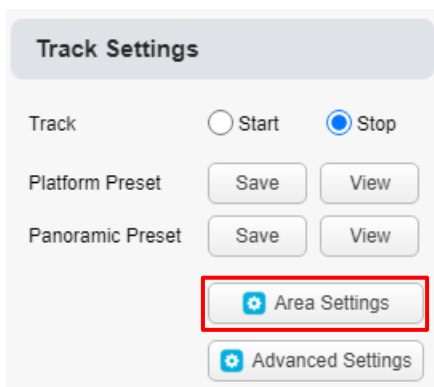 Track Settings
Track Start Stop
Platform Preset Save View
Panoramic Preset Save View
Area Settings
Advanced Settings